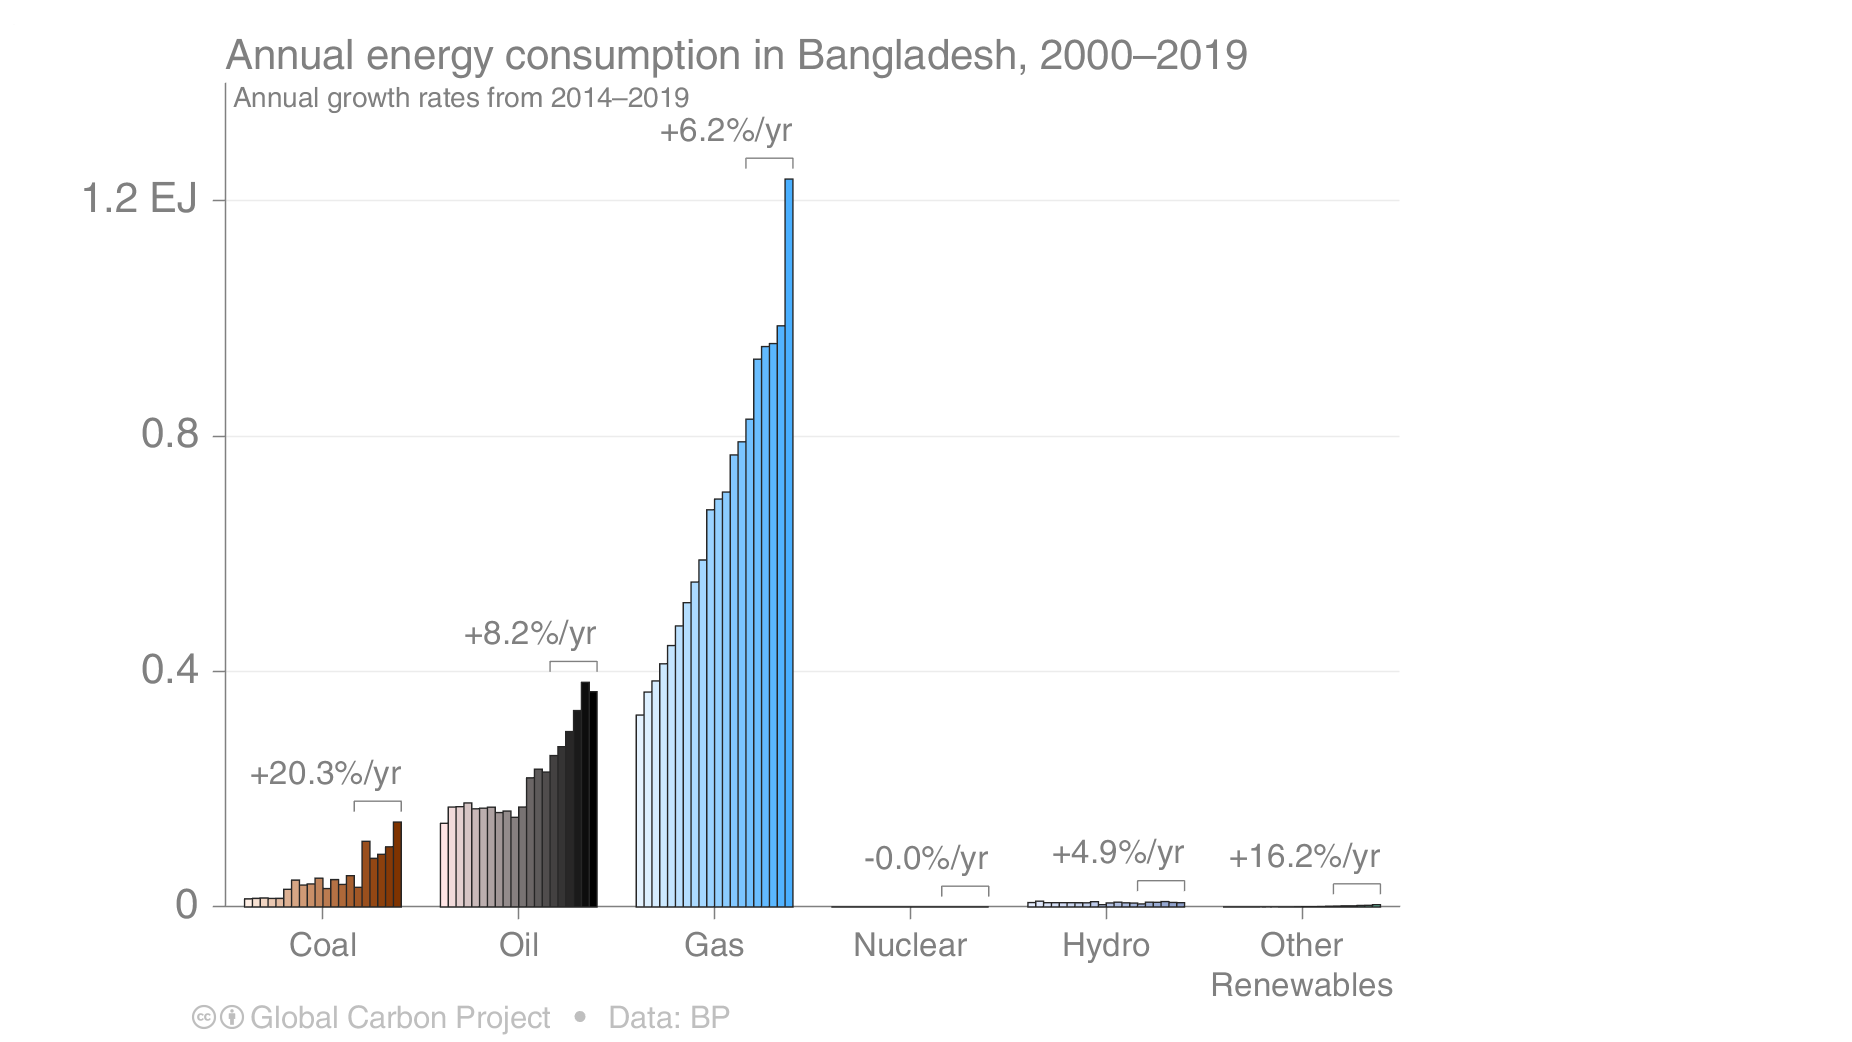 Annual energy consumption in Bangladesh, 2000–2019
Annual growth rates from 2014–2019
+6.2%/yr
1.2 EJ
0.8
0.4
0
+8.2%/yr
+20.3%/yr
-0.0%/yr
+4.9%/yr
+16.2%/yr
Coal
Oil
Gas
Nuclear
Hydro
Other
Renewables
cc Global Carbon Project • Data: BP